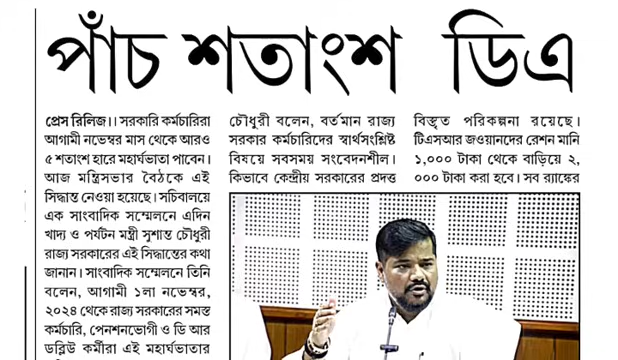 পাঁচ শতাংশ ডিএ
প্রেস রিলিজ।। সরকারি কর্মচারিরা
আগামী নভেম্বর মাস থেকে আরও
৫ শতাংশ হারে মহার্ঘভাতা পাবেন।
আজ মন্ত্রিসভার বৈঠকে এই
সিদ্ধান্ত নেওয়া হয়েছে। সচিবালয়ে
এক সাংবাদিক সম্মেলনে এদিন
খাদ্য ও পর্যটন মন্ত্রী সুশান্ত চৌধুরী
রাজ্য সরকারের এই সিদ্ধান্তের কথা
জানান। সাংবাদিক সম্মেলনে তিনি
বলেন, আগামী ১লা নভেম্বর,
২০২৪ থেকে রাজ্য সরকারের সমস্ত
কর্মচারি, পেনশনভোগী ও ডি আর
ডব্লিউ কর্মীরা এই মহার্ঘভাতার
চৌধুরী বলেন, বর্তমান রাজ্য
সরকার কর্মচারিদের স্বার্থসংশ্লিষ্ট
বিষয়ে সবসময় সংবেদনশীল।
কিভাবে কেন্দ্রীয় সরকারের প্রদত্ত
বিস্তৃত পরিকল্পনা রয়েছে।
টিএসআর জওয়ানদের রেশন মানি
১,০০০ টাকা থেকে বাড়িয়ে ২,
০০০ টাকা করা হবে। সব র‍্যাঙ্কের